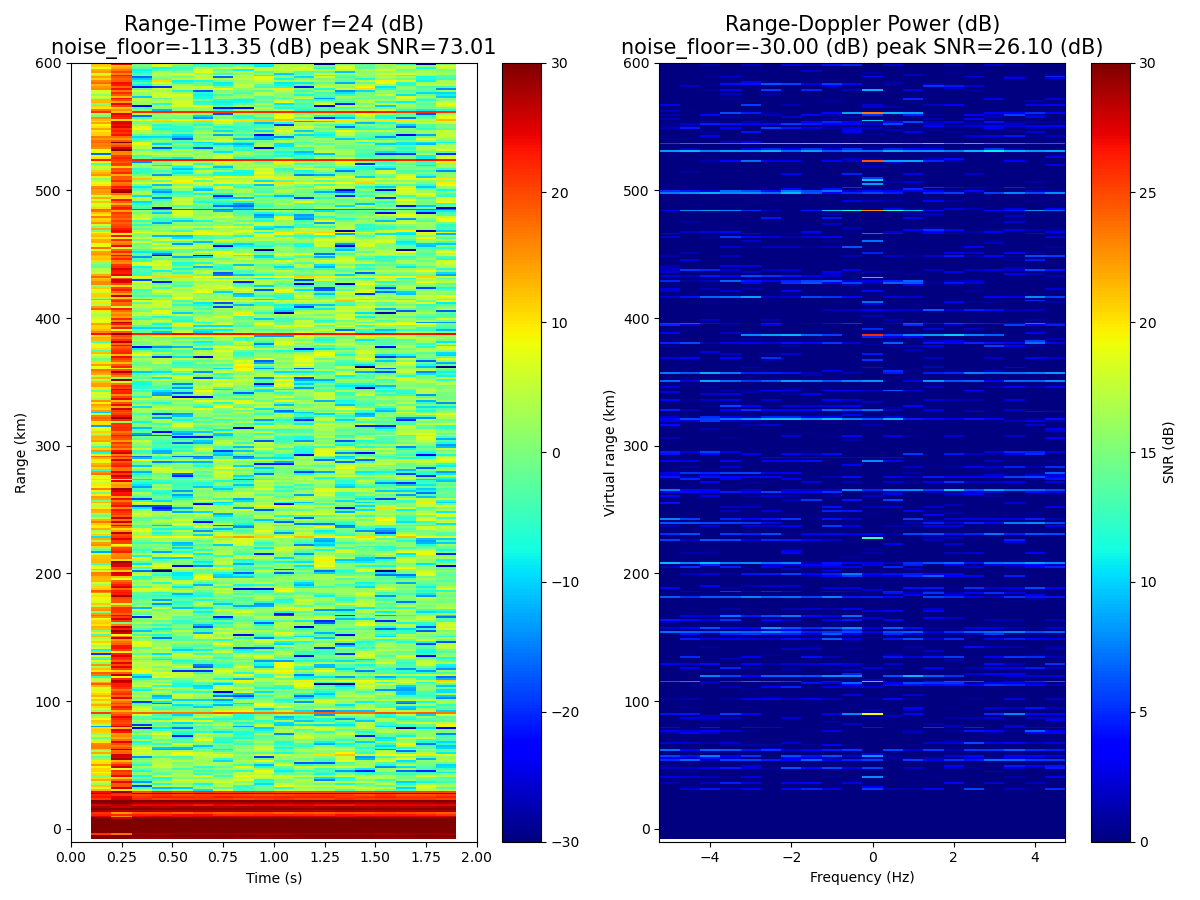 Range-Time Power f=24 (dB)
noise_floor=-113.35 (dB) peak SNR=73.01
Range-Doppler Power (dB)
noise_floor=-30.00 (dB) peak SNR=26.10 (dB)
600
500
400
300
200
100
0
Range (km)
0.00 0.25 0.50 0.75 1.00 1.25 1.50 1.75 2.00
Time (s)
30
20
10
0
−10
−20
−30
600
500
400
300
200
100
0
Virtual range (km)
−4 −2 0 2 4
Frequency (Hz)
30
25
20
15
10
5
0
SNR (dB)